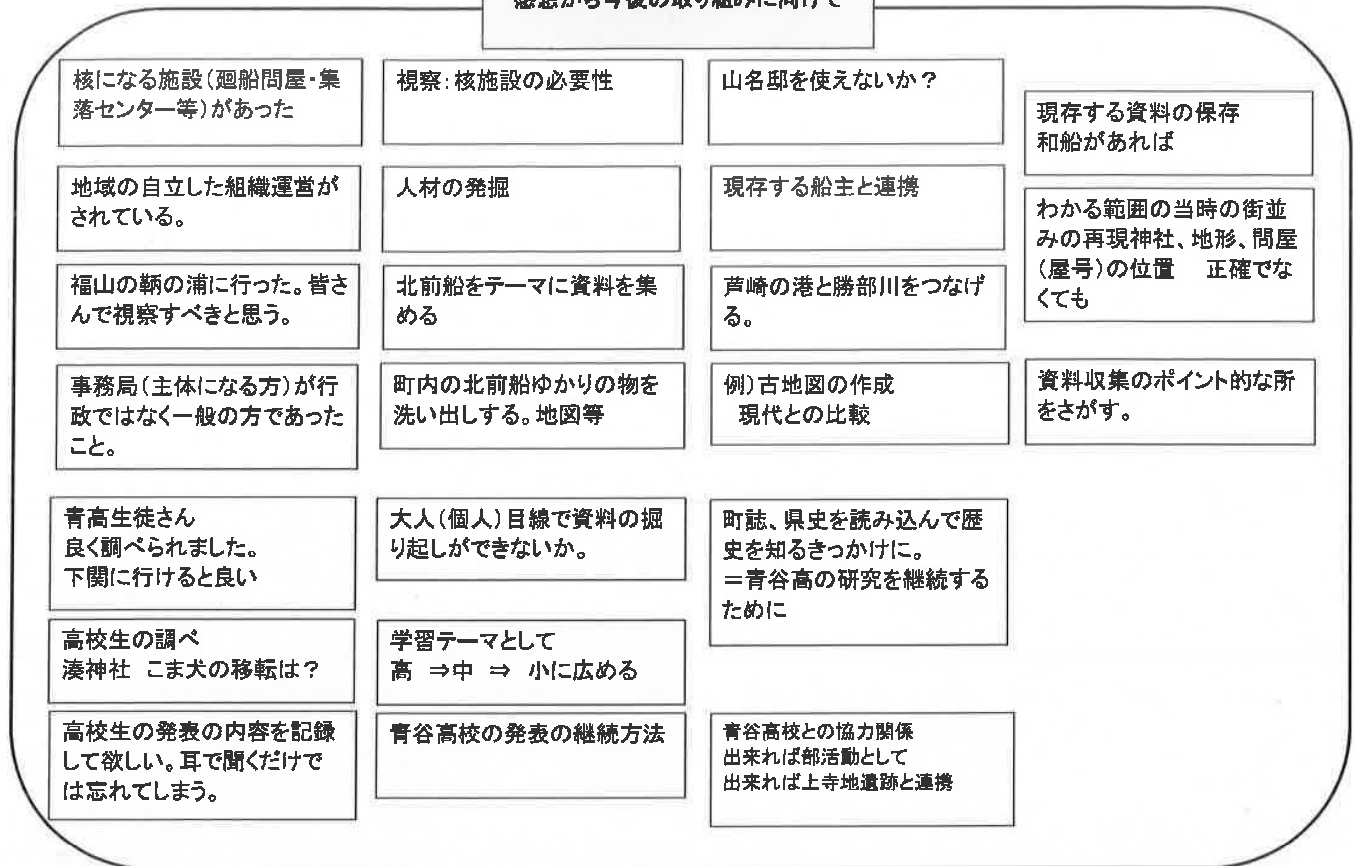 感想から今後の取り組みに向けて
核になる施設(廻船問屋・集
落センター等)があった
視察:核施設の必要性
山名邸を使えないか?
現存する資料の保存
和船があれば
地域の自立した組織運営が
されている。
人材の発掘
現存する船主と連携
わかる範囲の当時の街並
みの再現神社、地形、問屋
(屋号)の位置 正確でな
くても
福山の鞆の浦に行った。皆さ
んで視察すべきと思う。
北前船をテーマに資料を集
める
芦崎の港と勝部川をつなげ
る。
事務局(主体になる方)が行
政ではなく一般の方であった
こと。
町内の北前船ゆかりの物を
洗い出しする。地図等
例)古地図の作成
現代との比較
資料収集のポイント的な所
をさがす。
青高生徒さん
良く調べられました。
下関に行けると良い
大人(個人)目線で資料の掘
り起しができないか。
町誌、県史を読み込んで歴
史を知るきっかけに。
=青谷高の研究を継続する
ために
高校生の調べ
湊神社 こま犬の移転は?
学習テーマとして
高 ⇒中 ⇒ 小に広める
高校生の発表の内容を記録
して欲しい。耳で聞くだけで
は忘れてしまう。
青谷高校の発表の継続方法
青谷高校との協力関係
出来れば部活動として
出来れば上寺地遺跡と連携